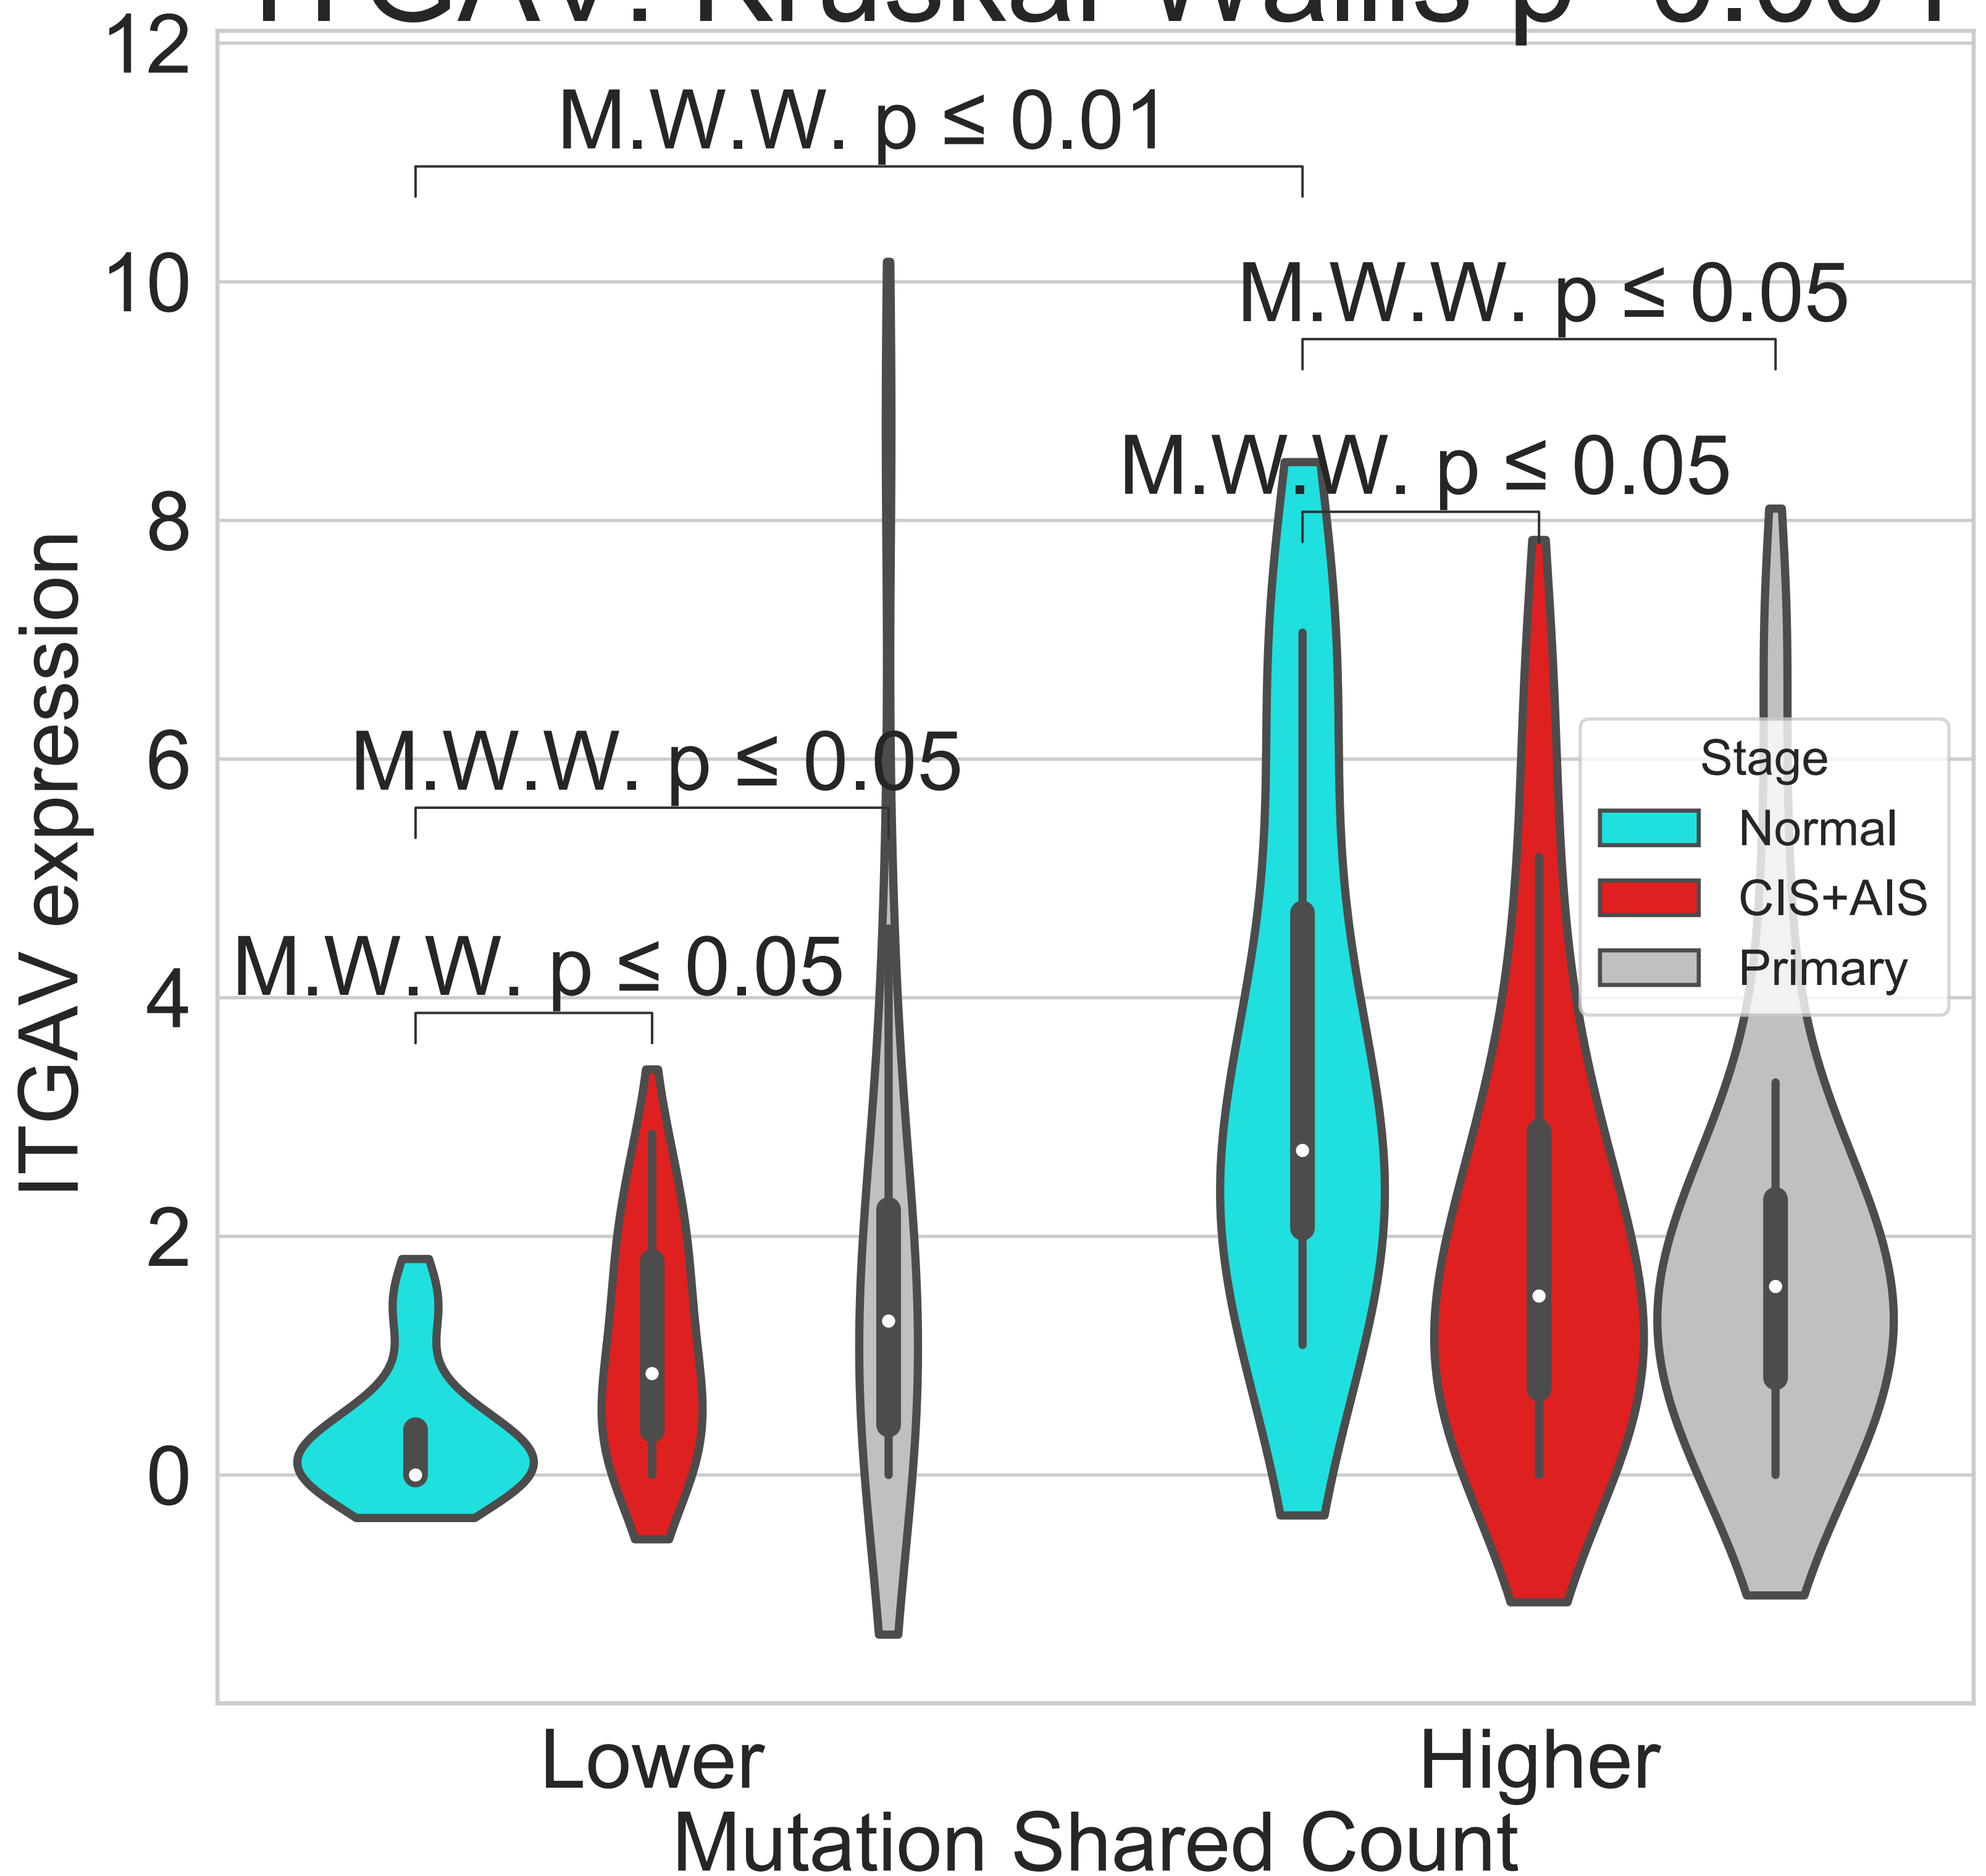 12
M.W.W. p ≤ 0.01
10
M.W.W. p ≤ 0.05
M.W.W. p ≤ 0.05
8
M.W.W. p ≤ 0.05
6
M.W.W. p ≤ 0.05
4
2
0
ITGAV expression
Stage
Normal
CIS+AIS
Primary
Lower
Higher
Mutation Shared Count